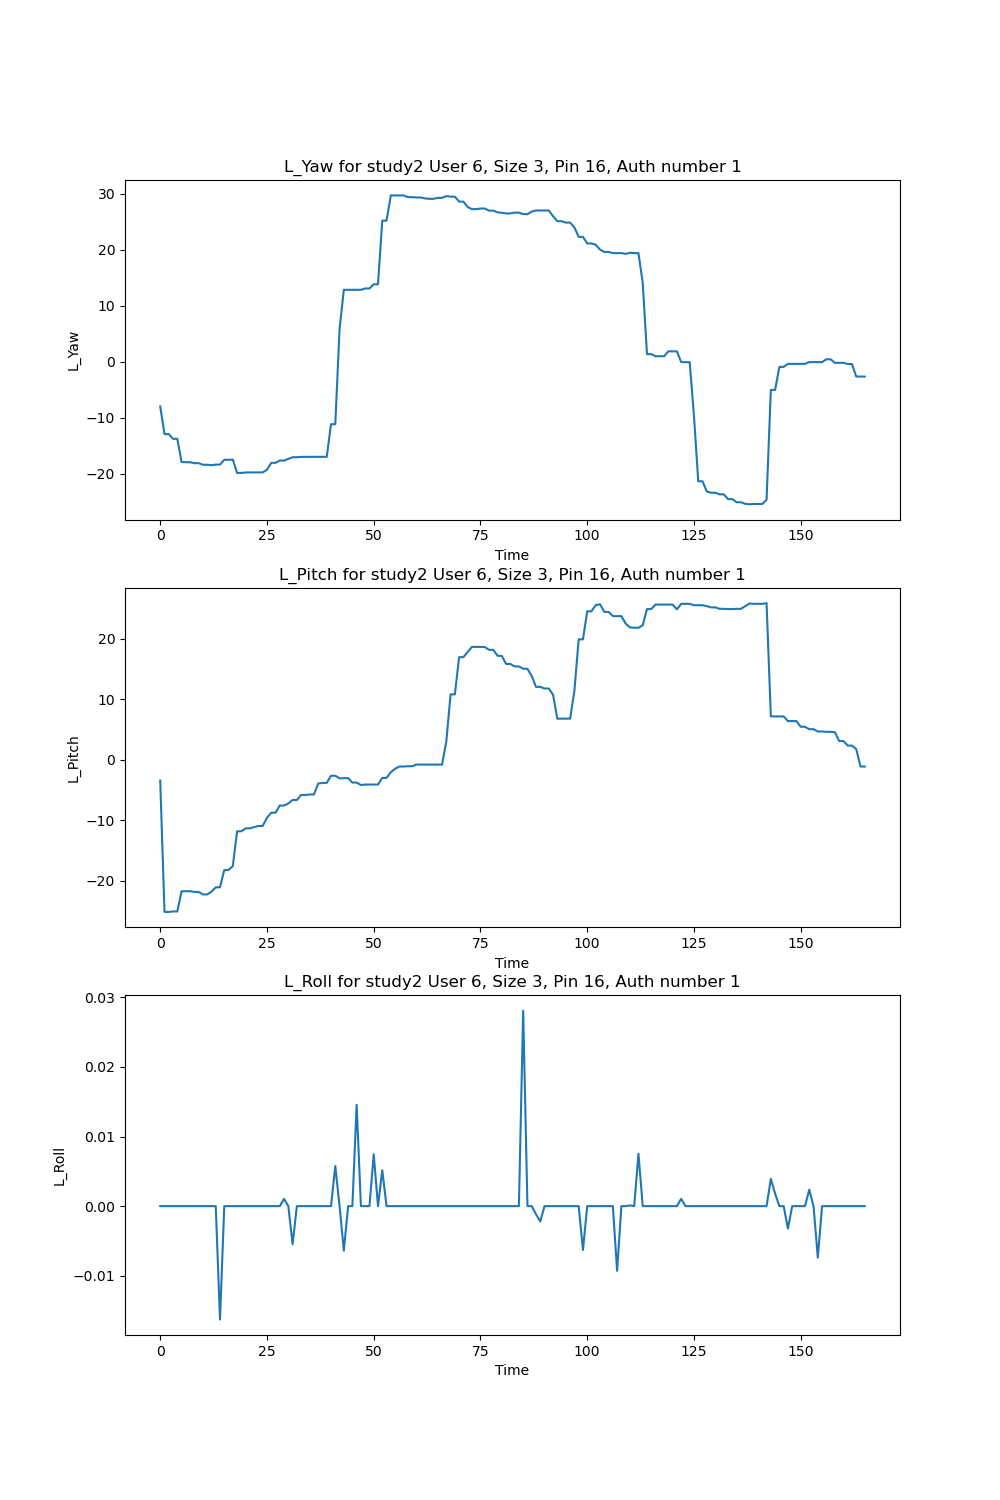 L_Yaw for study2 User 6, Size 3, Pin 16, Auth number 1
30
20
10
0
−10
−20
L_Yaw
0 25 50 75 100 125 150
Time
L_Pitch for study2 User 6, Size 3, Pin 16, Auth number 1
20
10
0
−10
−20
L_Pitch
0 25 50 75 100 125 150
Time
L_Roll for study2 User 6, Size 3, Pin 16, Auth number 1
0.03
0.02
0.01
0.00
−0.01
L_Roll
0 25 50 75 100 125 150
Time